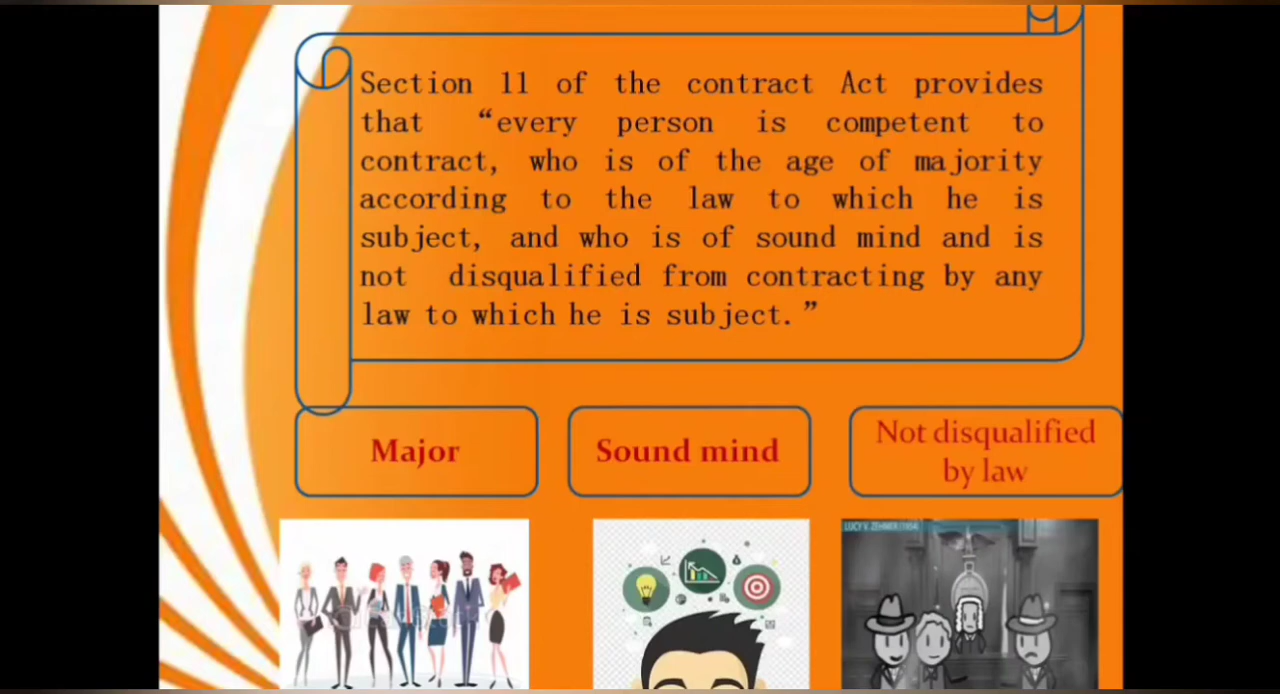 Section 11 of the contract Act provides
that “every person is competent to
contract, who is of the age of majority
according to the law to which he is
subject, and who is of sound mind and is
not disqualified from contracting by any
law to which he is subject.”
Major
Sound mind
Not disqualified
by law
LUCY V. ZEHMER (1954)